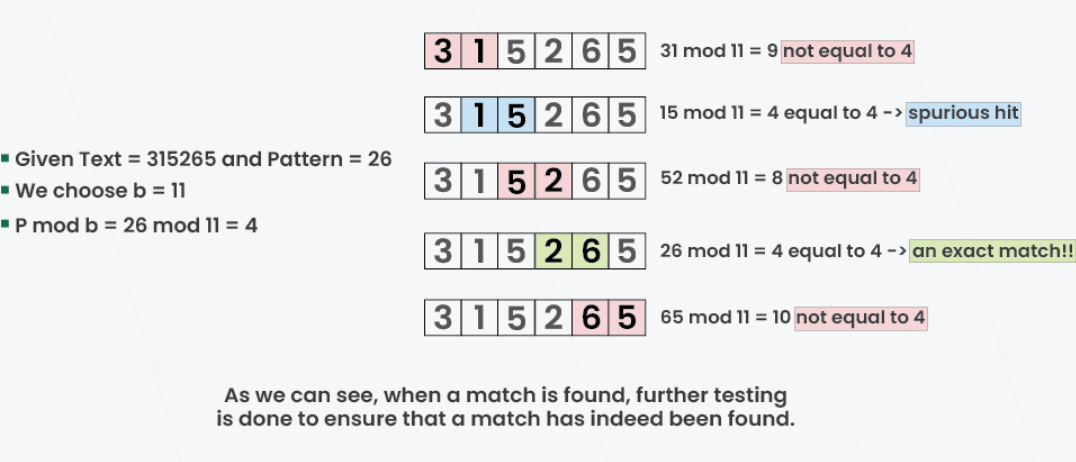 3 1 5 2 6 5 31 mod 11 = 9 not equal to 4
3 1 5 2 6 5 15 mod 11 = 4 equal to 4 -> spurious hit
▪ Given Text = 315265 and Pattern = 26
▪ We choose b = 11
▪ P mod b = 26 mod 11 = 4
3 1 5 2 6 5 52 mod 11 = 8 not equal to 4
3 1 5 2 6 5 26 mod 11 = 4 equal to 4 -> an exact match!!
3 1 5 2 6 5 65 mod 11 = 10 not equal to 4
As we can see, when a match is found, further testing
is done to ensure that a match has indeed been found.